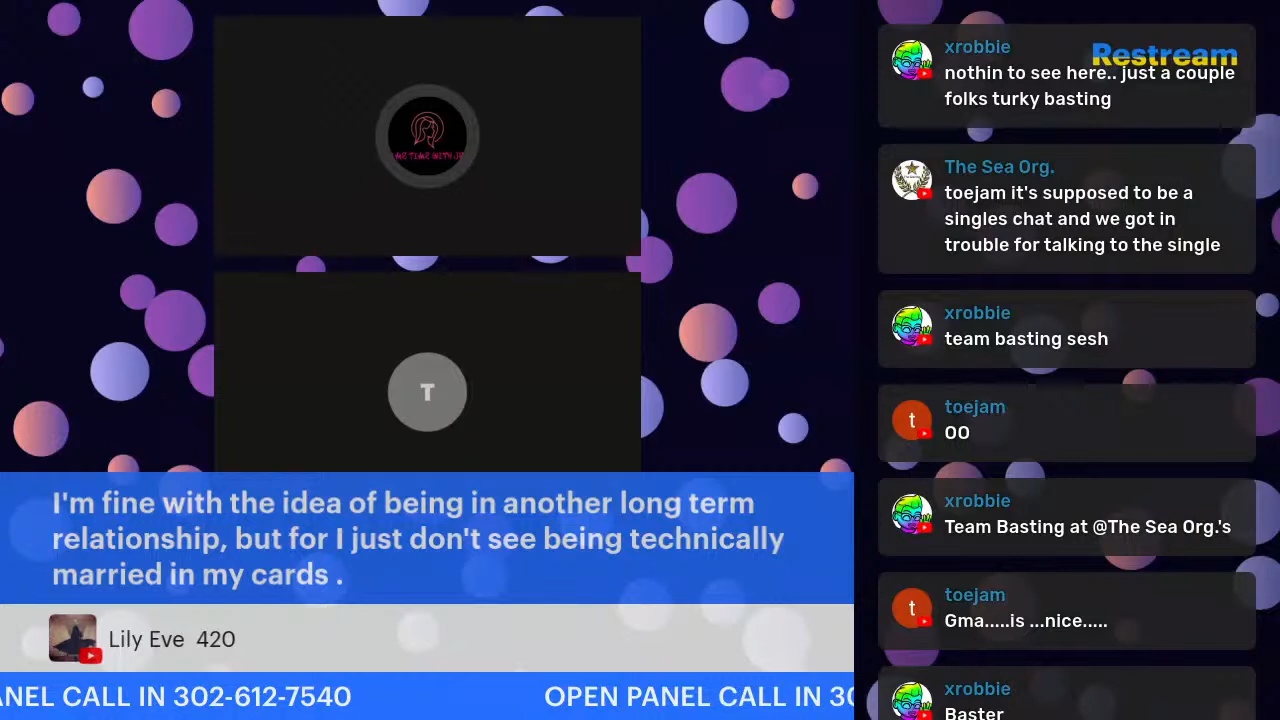 T
I'm fine with the idea of being in another long term
relationship, but for I just don't see being technically
married in my cards .
Lily Eve 420
ANEL CALL IN 302-612-7540
OPEN PANEL CALL IN 30
Restream
xrobbie
nothin to see here.. just a couple
folks turky basting
The Sea Org.
toejam it's supposed to be a
singles chat and we got in
trouble for talking to the single
xrobbie
team basting sesh
t
toejam
OO
xrobbie
Team Basting at @The Sea Org.'s
t
toejam
Gma.....is ...nice.....
xrobbie
Baster